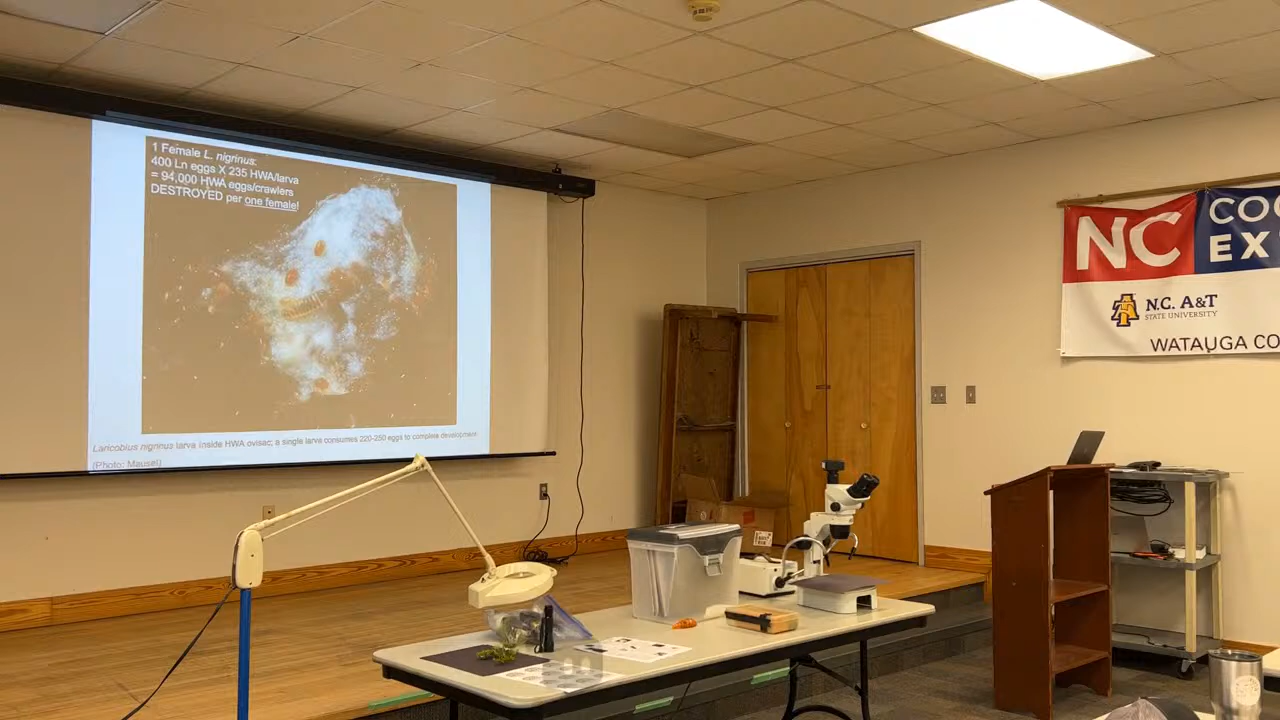 1 Female L. nigrinus:
400 Ln eggs X 235 HWA/larva
= 94,000 HWA eggs/crawlers
DESTROYED per one female!
Laricobius nigrinus larva inside HWA ovisac; a single larva consumes 220-250 eggs to complete development.
(Photo: Mausel)
NC
COO
EX
N.C. A&T
STATE UNIVERSITY
WATAUGA CO